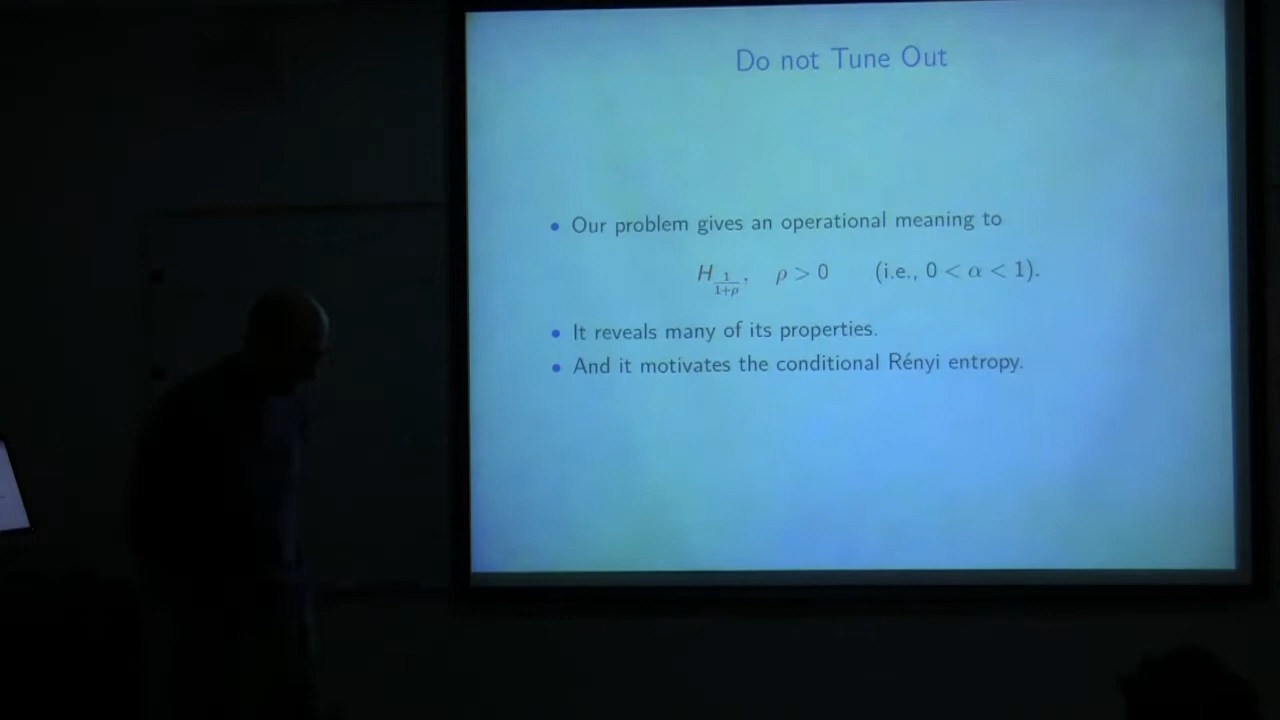 Do not Tune Out
• Our problem gives an operational meaning to
H_{\frac{1}{1+ρ}}, ρ > 0 (i.e., 0 < α < 1).
• It reveals many of its properties.
• And it motivates the conditional Rényi entropy.